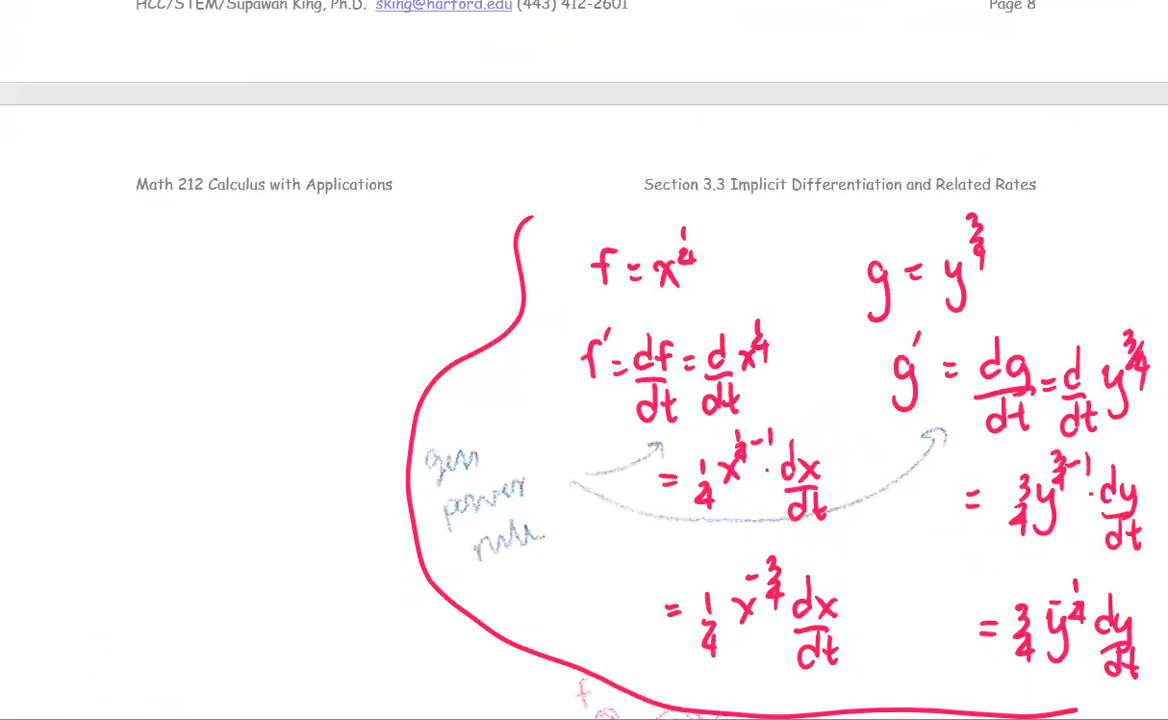 HCC/STEM/Supawan King, Ph.D. sking@harford.edu (443) 412-2601 Page 8
Math 212 Calculus with Applications Section 3.3 Implicit Differentiation and Related Rates
f = x^{1/4} g = y^{3/4}
f' = df/dt = d/dt x^{1/4} g' = dg/dt = d/dt y^{3/4}
gen
power
rule
= 1/4 x^{1/4 - 1} · dx/dt = 3/4 y^{3/4 - 1} · dy/dt
= 1/4 x^{-3/4} dx/dt = 3/4 y^{-1/4} dy/dt
f